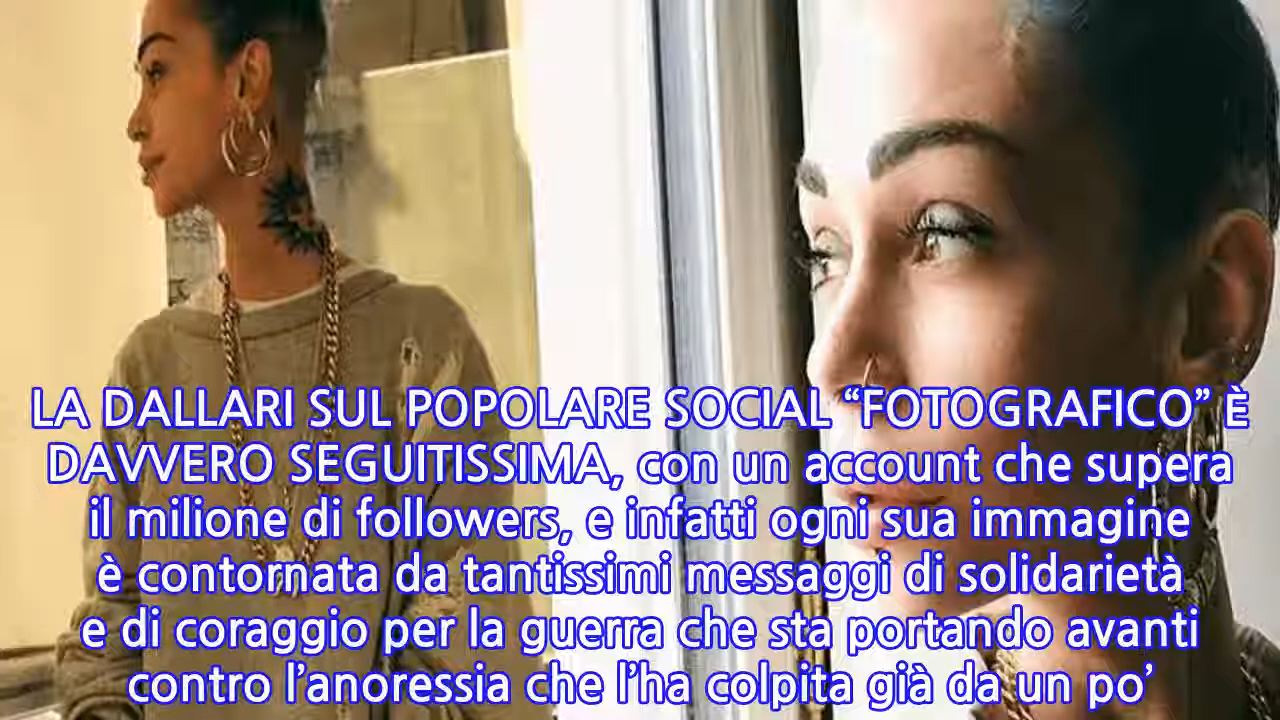 LA DALLARI SUL POPOLARE SOCIAL “FOTOGRAFICO” È
DAVVERO SEGUITISSIMA, con un account che supera
il milione di followers, e infatti ogni sua immagine
è contornata da tantissimi messaggi di solidarietà
e di coraggio per la guerra che sta portando avanti
contro l’anoressia che l’ha colpita già da un po’